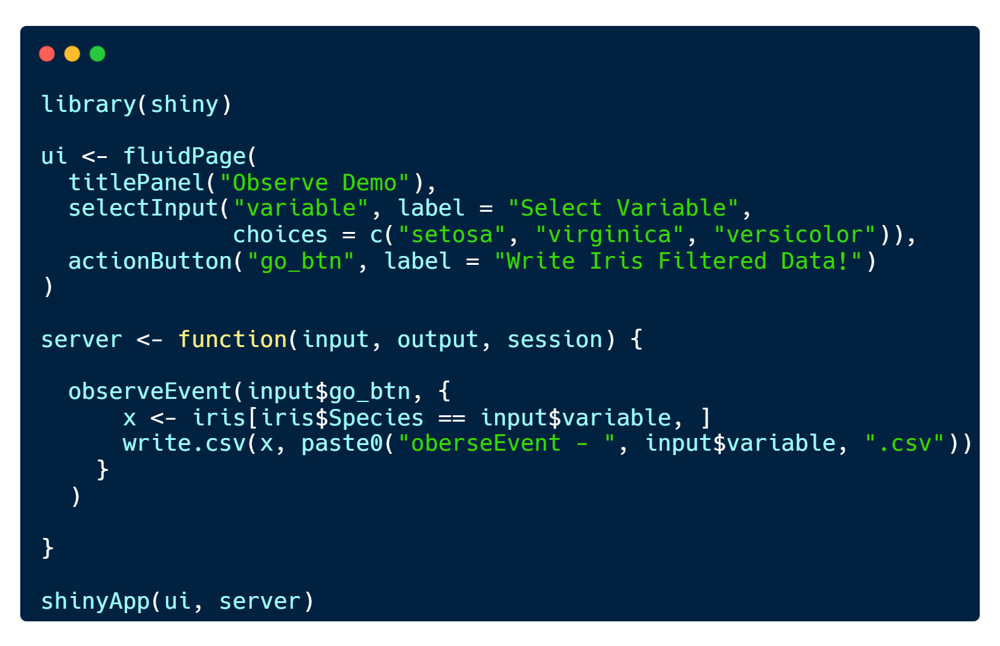 library(shiny)
ui <- fluidPage(
  titlePanel("Observe Demo"),
  selectInput("variable", label = "Select Variable",
              choices = c("setosa", "virginica", "versicolor")),
  actionButton("go_btn", label = "Write Iris Filtered Data!")
)
server <- function(input, output, session) {
  observeEvent(input$go_btn, {
      x <- iris[iris$Species == input$variable, ]
      write.csv(x, paste0("oberseEvent - ", input$variable, ".csv"))
    }
  )
}
shinyApp(ui, server)